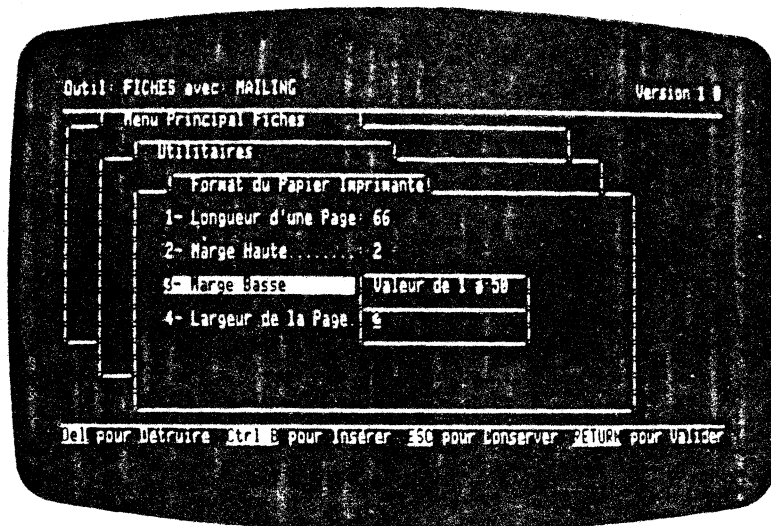 Outil: FICHES avec: MAILING Version 1.0
Menu Principal Fiches
Utilitaires
Format du Papier Imprimante
1- Longueur d'une Page: 66
2- Marge Haute........: 2
3- Marge Basse Valeur de 1 à 50
4- Largeur de la Page.
Del pour Détruire Ctrl B pour Insérer ESC pour Conserver RETURN pour Valider